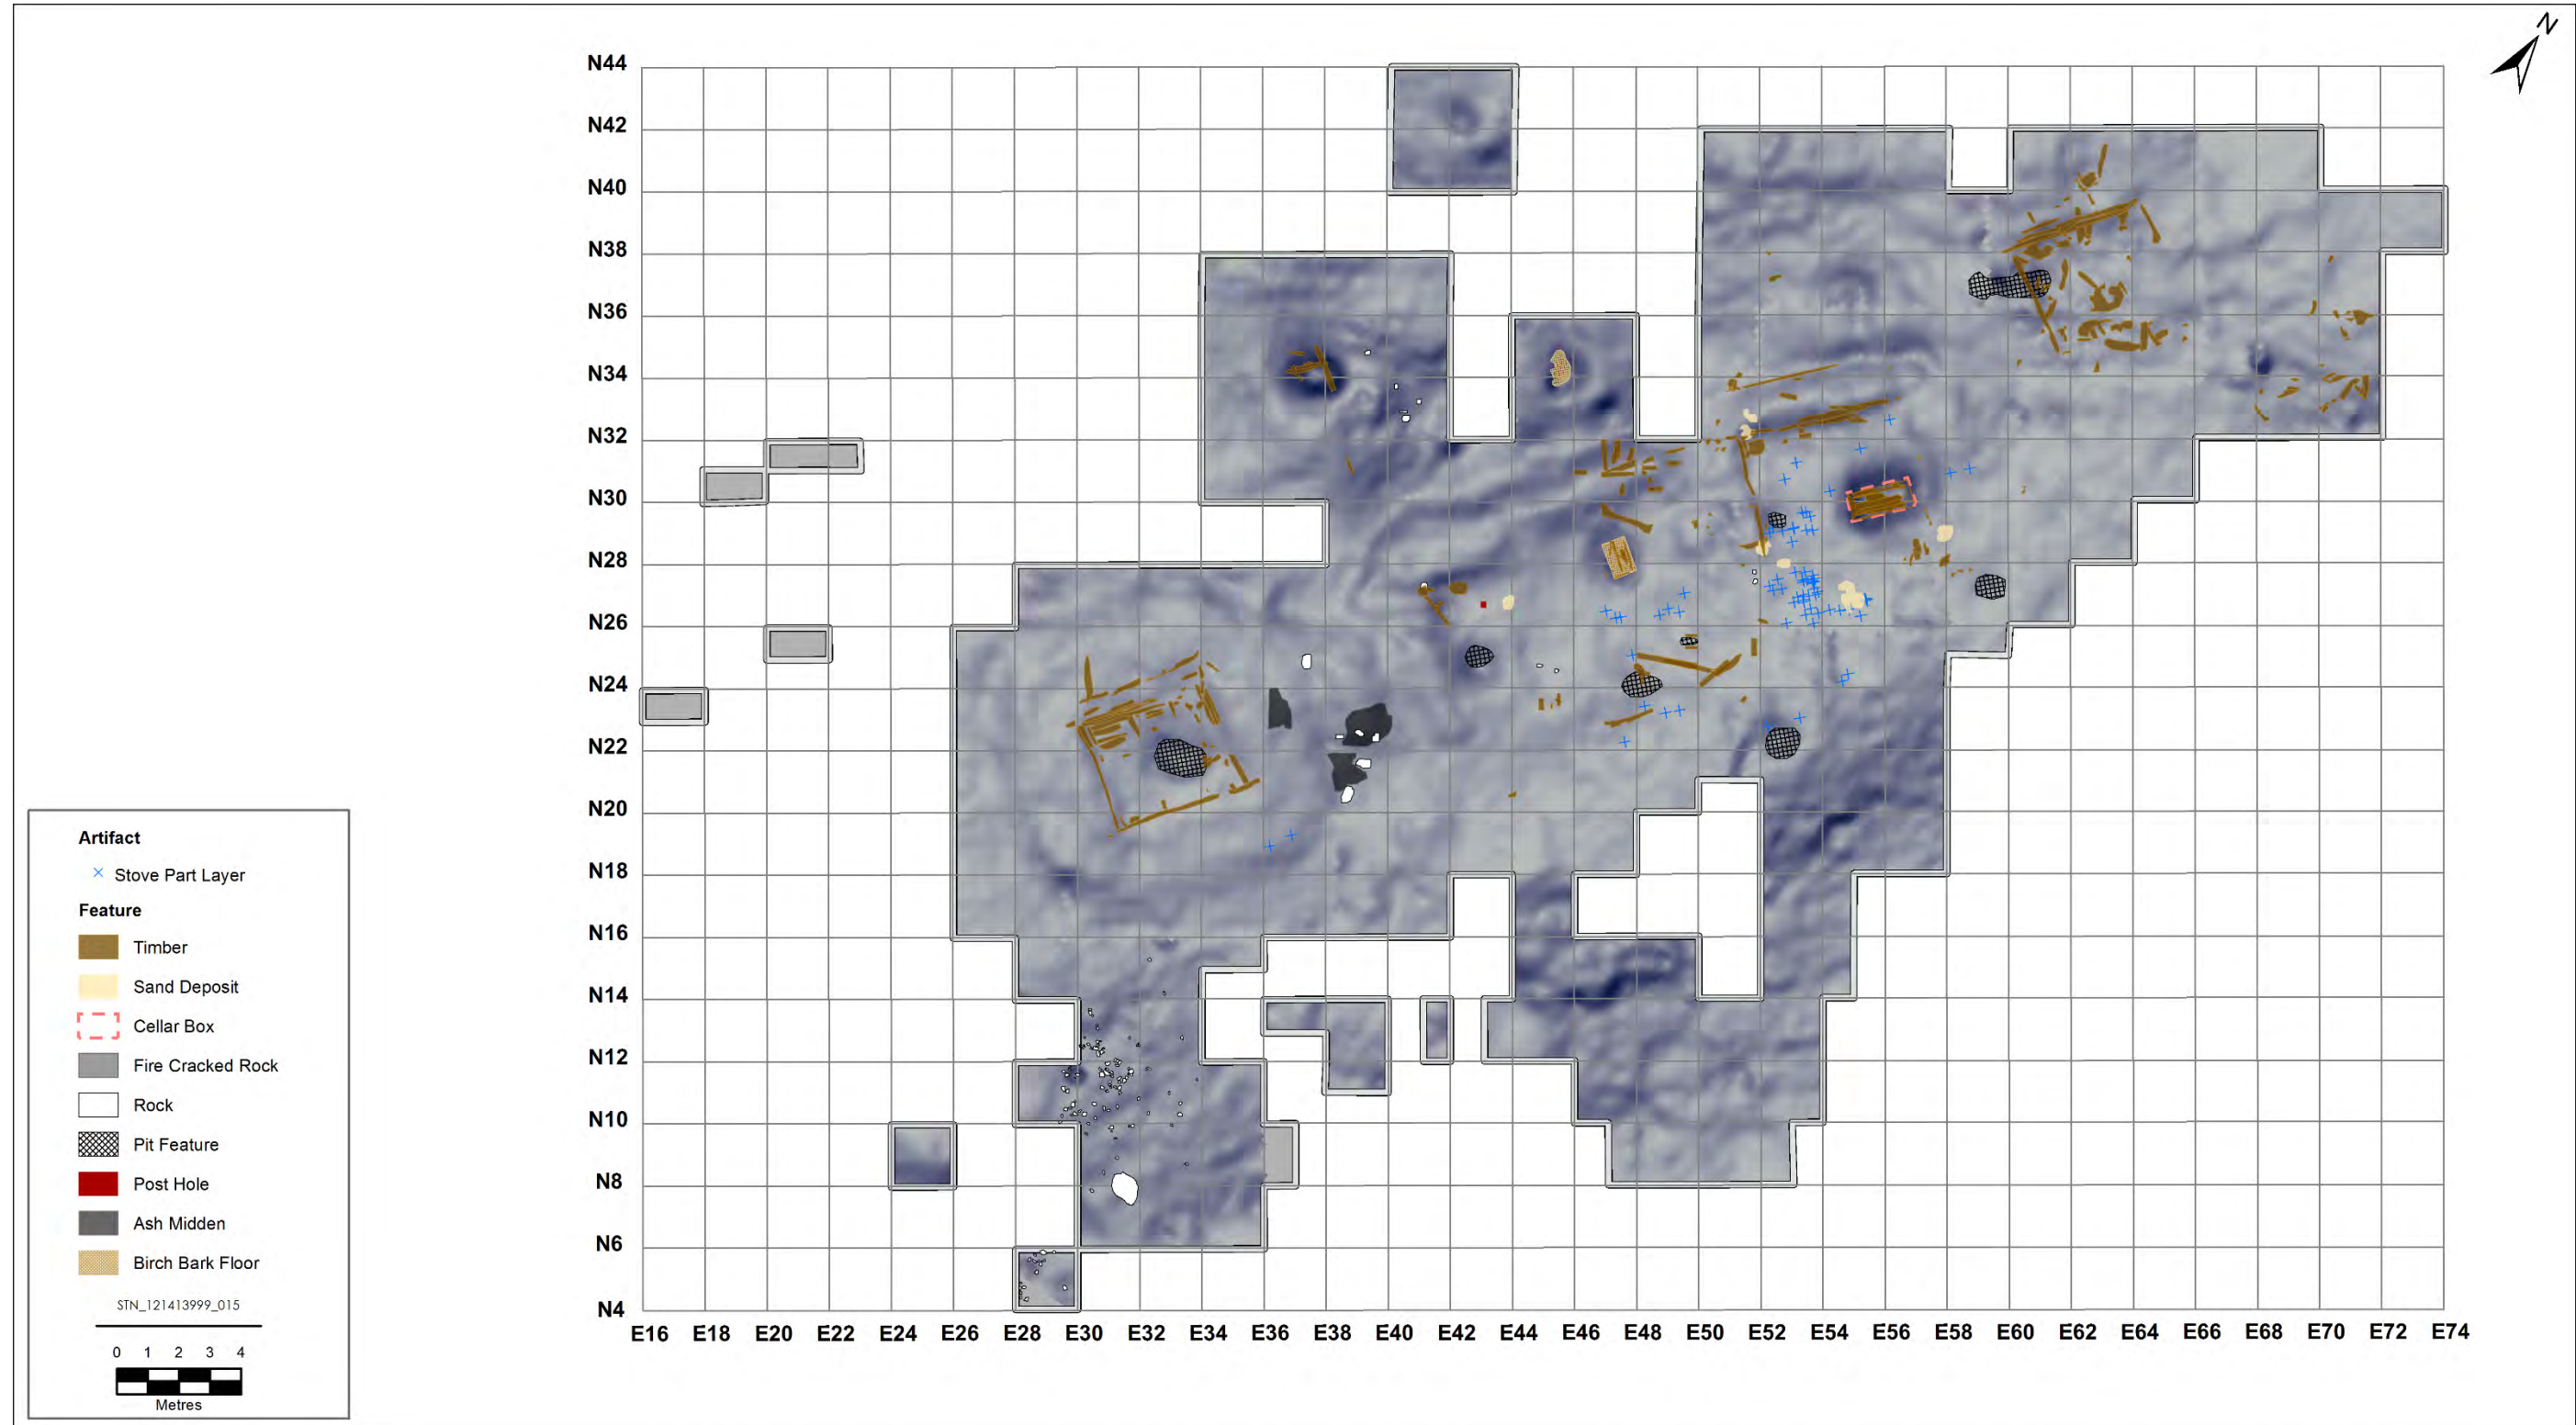 N
N44
N42
N40
N38
N36
N34
N32
N30
N28
N26
N24
N22
N20
N18
N16
N14
N12
N10
N8
N6
N4
E16 E18 E20 E22 E24 E26 E28 E30 E32 E34 E36 E38 E40 E42 E44 E46 E48 E50 E52 E54 E56 E58 E60 E62 E64 E66 E68 E70 E72 E74
Artifact
Stove Part Layer
Feature
Timber
Sand Deposit
Cellar Box
Fire Cracked Rock
Rock
Pit Feature
Post Hole
Ash Midden
Birch Bark Floor
STN_121413999_015
0 1 2 3 4
Metres